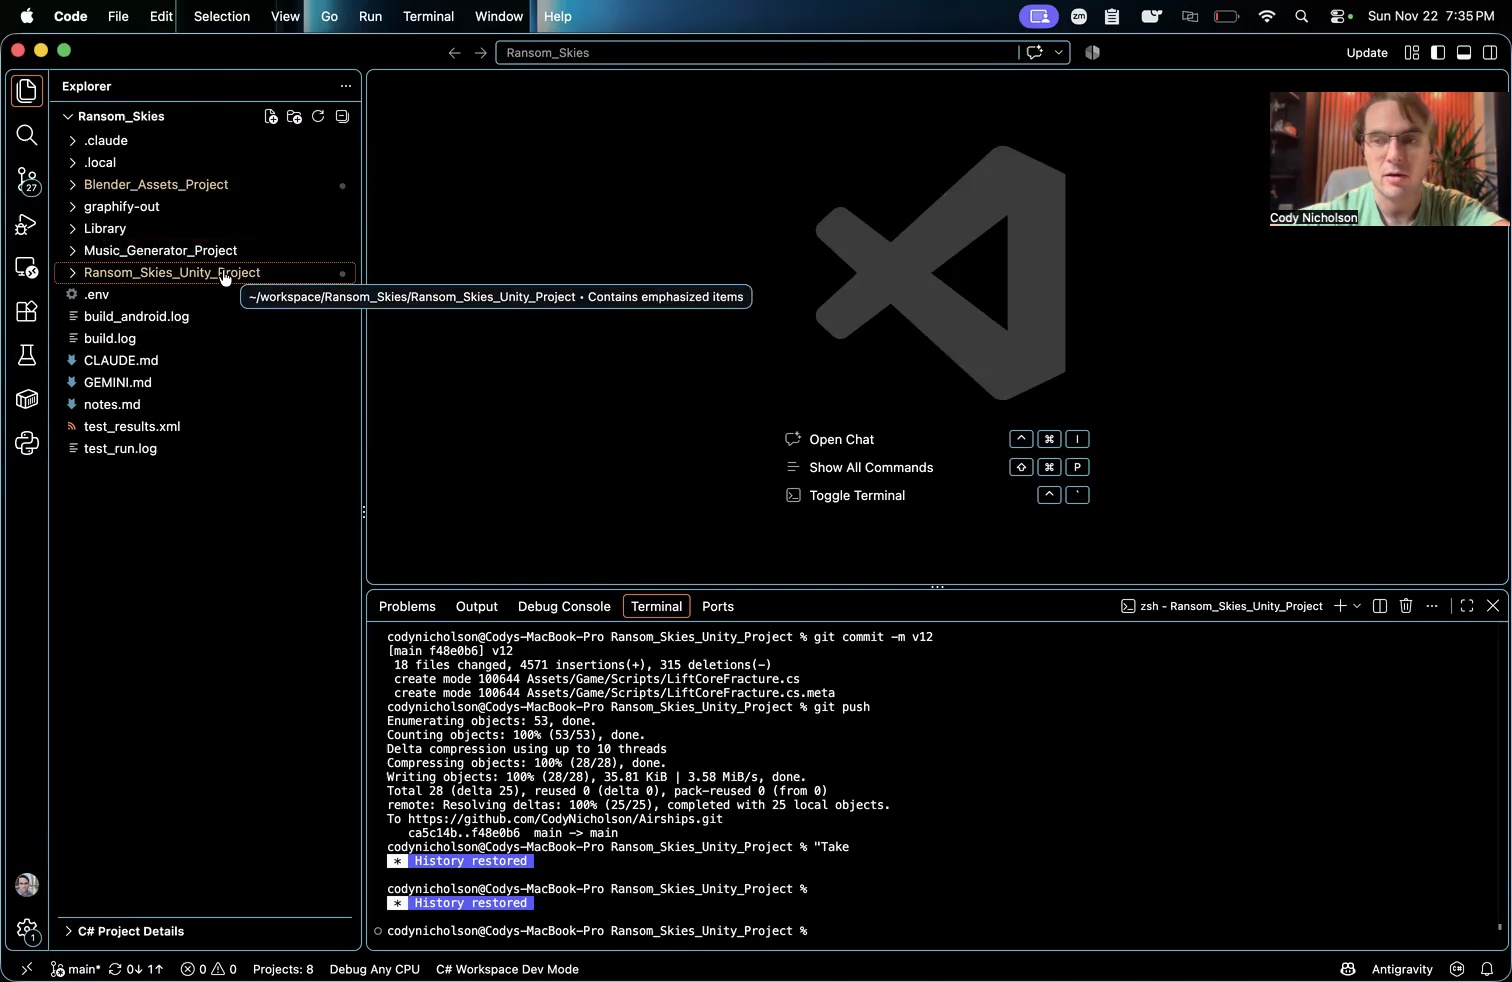 Code File Edit Selection View Go Run Terminal Window Help
zm
Sun Nov 22 7:35 PM
Ransom_Skies
Update
Explorer
Ransom_Skies
.claude
.local
Blender_Assets_Project
graphify-out
Library
Music_Generator_Project
Ransom_Skies_Unity_Project
~/workspace/Ransom_Skies/Ransom_Skies_Unity_Project • Contains emphasized items
.env
build_android.log
build.log
CLAUDE.md
GEMINI.md
notes.md
test_results.xml
test_run.log
27
Cody Nicholson
Open Chat ^ ⌘ I
Show All Commands ⇧ ⌘ P
Toggle Terminal ^ `
Problems Output Debug Console Terminal Ports
zsh - Ransom_Skies_Unity_Project
codynicholson@Codys-MacBook-Pro Ransom_Skies_Unity_Project % git commit -m v12
[main f48e0b6] v12
18 files changed, 4571 insertions(+), 315 deletions(-)
create mode 100644 Assets/Game/Scripts/LiftCoreFracture.cs
create mode 100644 Assets/Game/Scripts/LiftCoreFracture.cs.meta
codynicholson@Codys-MacBook-Pro Ransom_Skies_Unity_Project % git push
Enumerating objects: 53, done.
Counting objects: 100% (53/53), done.
Delta compression using up to 10 threads
Compressing objects: 100% (28/28), done.
Writing objects: 100% (28/28), 35.81 KiB | 3.58 MiB/s, done.
Total 28 (delta 25), reused 0 (delta 0), pack-reused 0 (from 0)
remote: Resolving deltas: 100% (25/25), completed with 25 local objects.
To https://github.com/CodyNicholson/Airships.git
ca5c14b..f48e0b6 main -> main
codynicholson@Codys-MacBook-Pro Ransom_Skies_Unity_Project % "Take
* History restored
codynicholson@Codys-MacBook-Pro Ransom_Skies_Unity_Project %
* History restored
codynicholson@Codys-MacBook-Pro Ransom_Skies_Unity_Project %
C# Project Details
1
main* 0↓ 1↑ 0 0 Projects: 8 Debug Any CPU C# Workspace Dev Mode
Antigravity